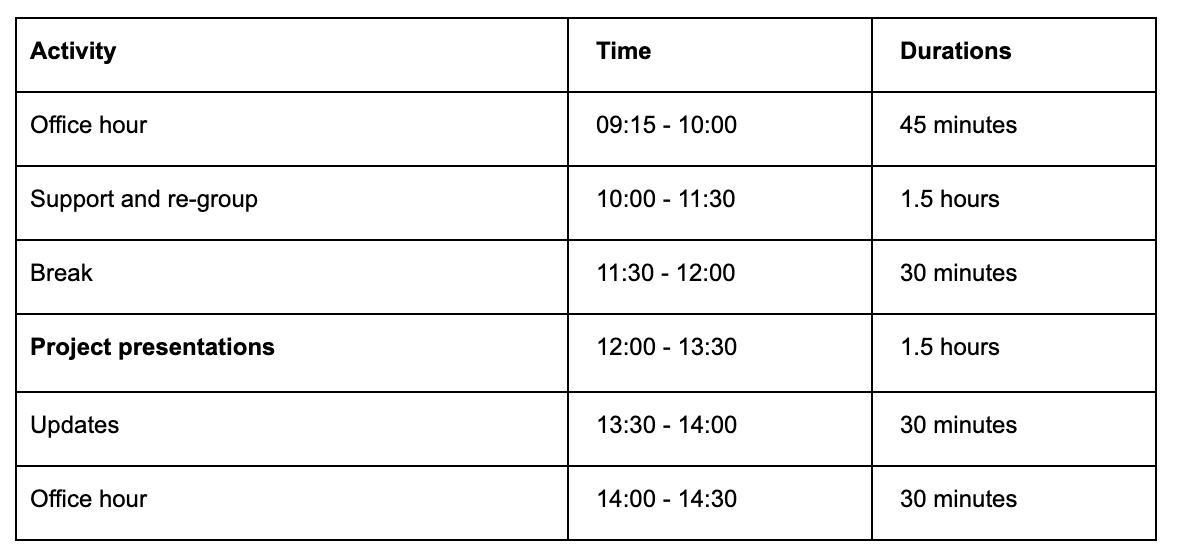 Activity Time Durations
Office hour 09:15 - 10:00 45 minutes
Support and re-group 10:00 - 11:30 1.5 hours
Break 11:30 - 12:00 30 minutes
Project presentations 12:00 - 13:30 1.5 hours
Updates 13:30 - 14:00 30 minutes
Office hour 14:00 - 14:30 30 minutes